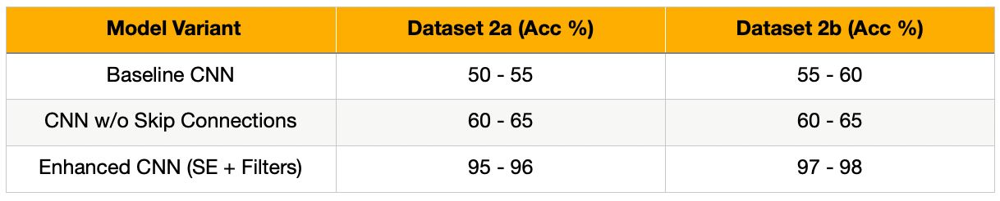 Model Variant Dataset 2a (Acc %) Dataset 2b (Acc %)
Baseline CNN 50 - 55 55 - 60
CNN w/o Skip Connections 60 - 65 60 - 65
Enhanced CNN (SE + Filters) 95 - 96 97 - 98